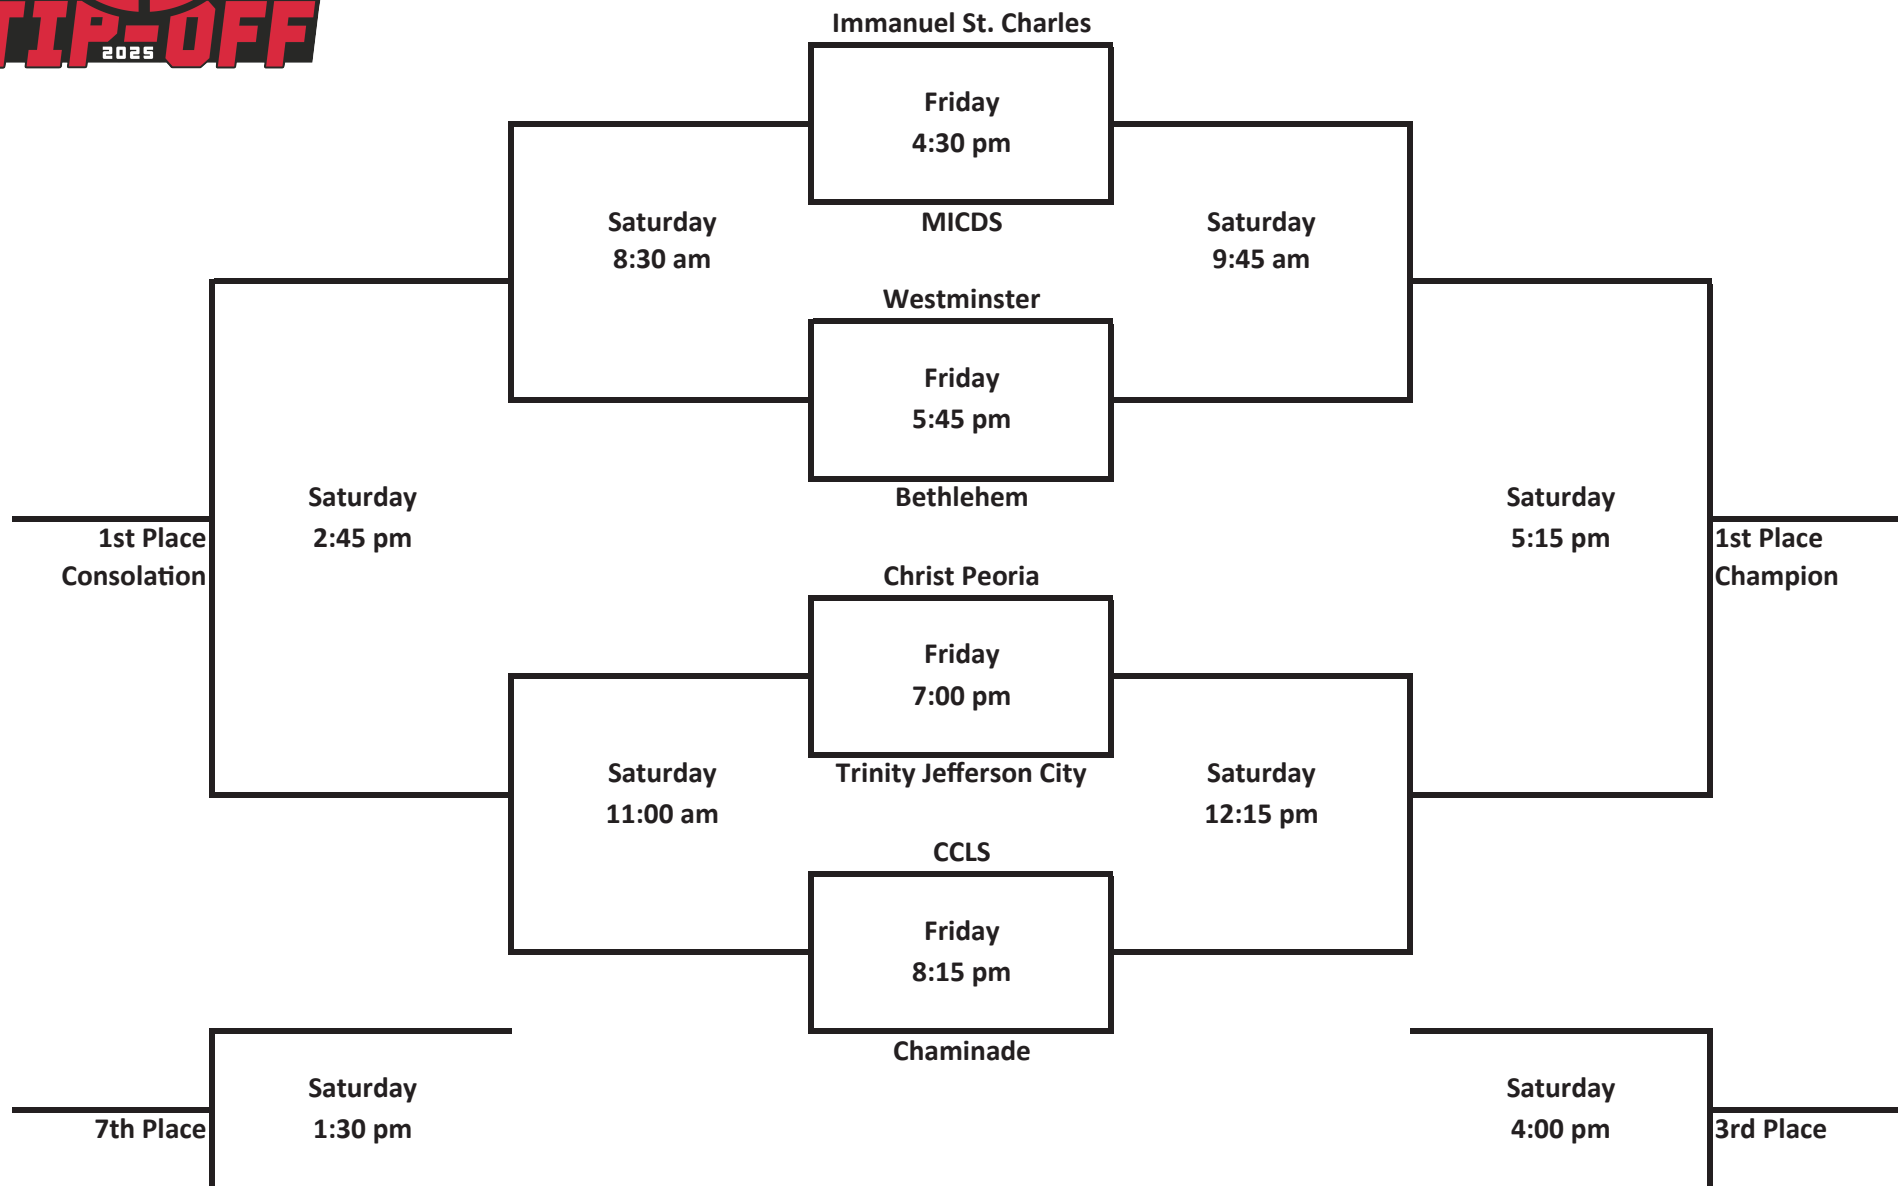 TIP-OFF
2025
Immanuel St. Charles
Friday
4:30 pm
MICDS
Saturday
8:30 am
Saturday
9:45 am
Westminster
Friday
5:45 pm
Bethlehem
Saturday
2:45 pm
Saturday
5:15 pm
1st Place
Consolation
1st Place
Champion
Christ Peoria
Friday
7:00 pm
Trinity Jefferson City
Saturday
11:00 am
Saturday
12:15 pm
CCLS
Friday
8:15 pm
Chaminade
Saturday
1:30 pm
7th Place
Saturday
4:00 pm
3rd Place